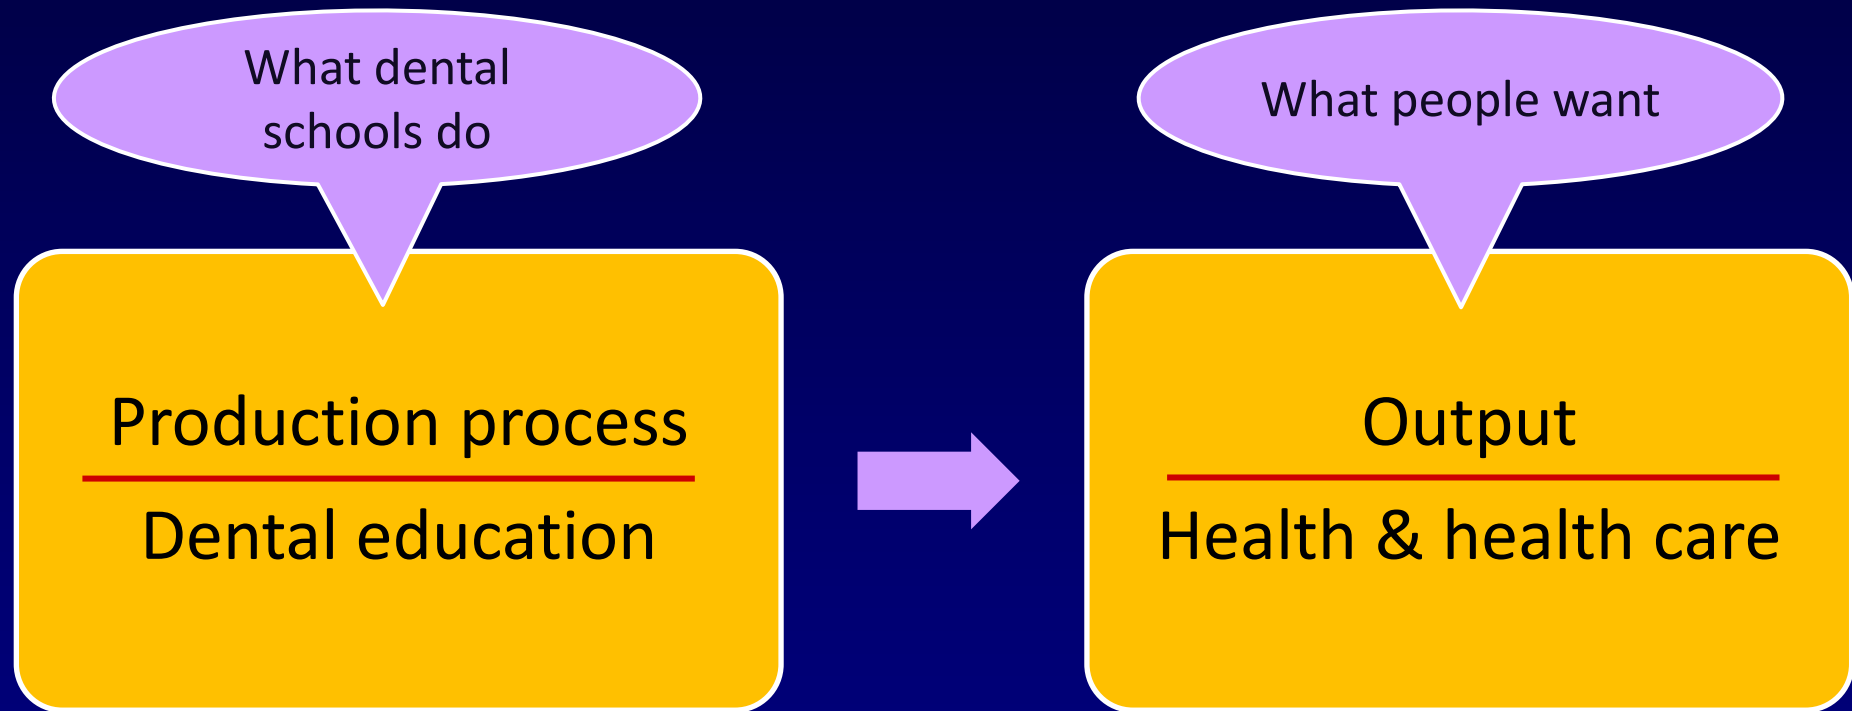 What dental
schools do
Production process
Dental education
What people want
Output
Health & health care